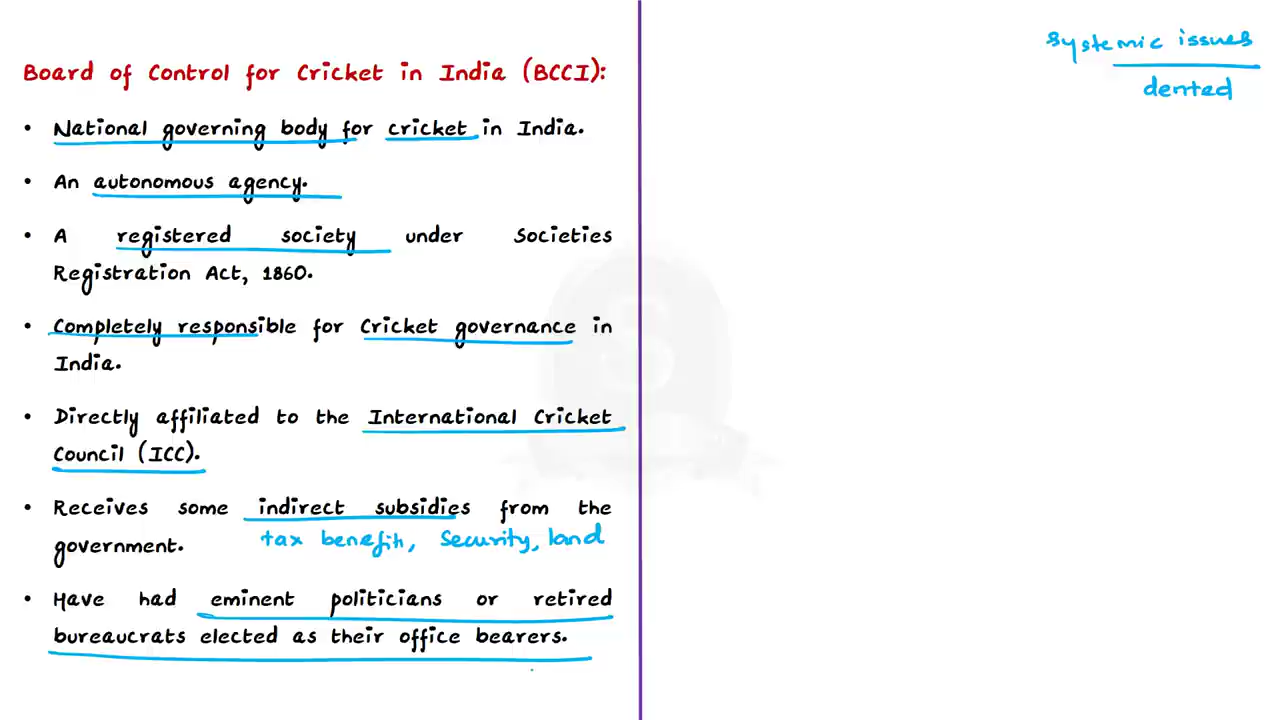 Board of Control for Cricket in India (BCCI):
• National governing body for cricket in India.
• An autonomous agency.
• A registered society under Societies
Registration Act, 1860.
• Completely responsible for Cricket governance in
India.
• Directly affiliated to the International Cricket
Council (ICC).
• Receives some indirect subsidies from the
government. tax benefit, Security, land
• Have had eminent politicians or retired
bureaucrats elected as their office bearers.
systemic issues
dented